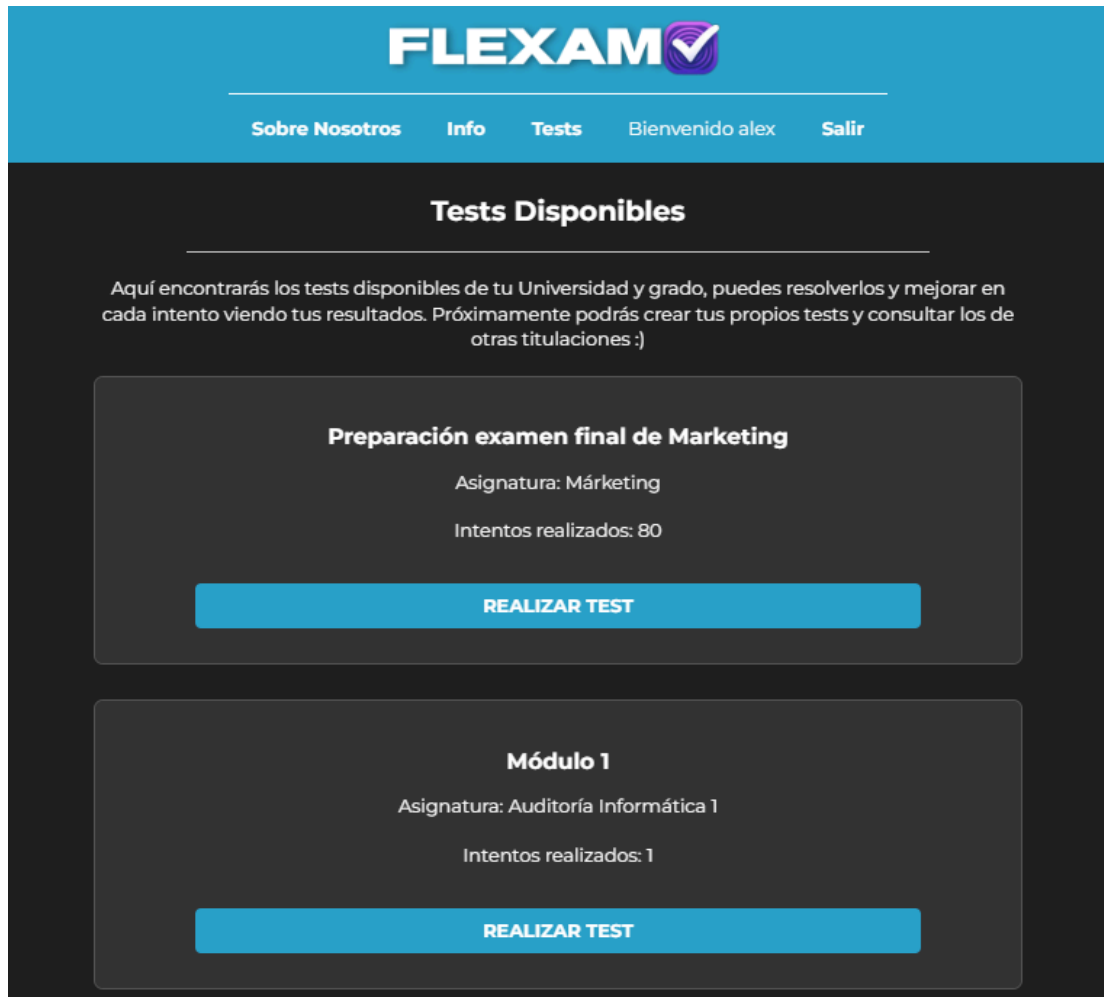 FLEXAM
Sobre Nosotros Info Tests Bienvenido alex Salir
Tests Disponibles
Aquí encontrarás los tests disponibles de tu Universidad y grado, puedes resolverlos y mejorar en
cada intento viendo tus resultados. Próximamente podrás crear tus propios tests y consultar los de
otras titulaciones :)
Preparación examen final de Marketing
Asignatura: Márketing
Intentos realizados: 80
REALIZAR TEST
Módulo 1
Asignatura: Auditoría Informática 1
Intentos realizados: 1
REALIZAR TEST